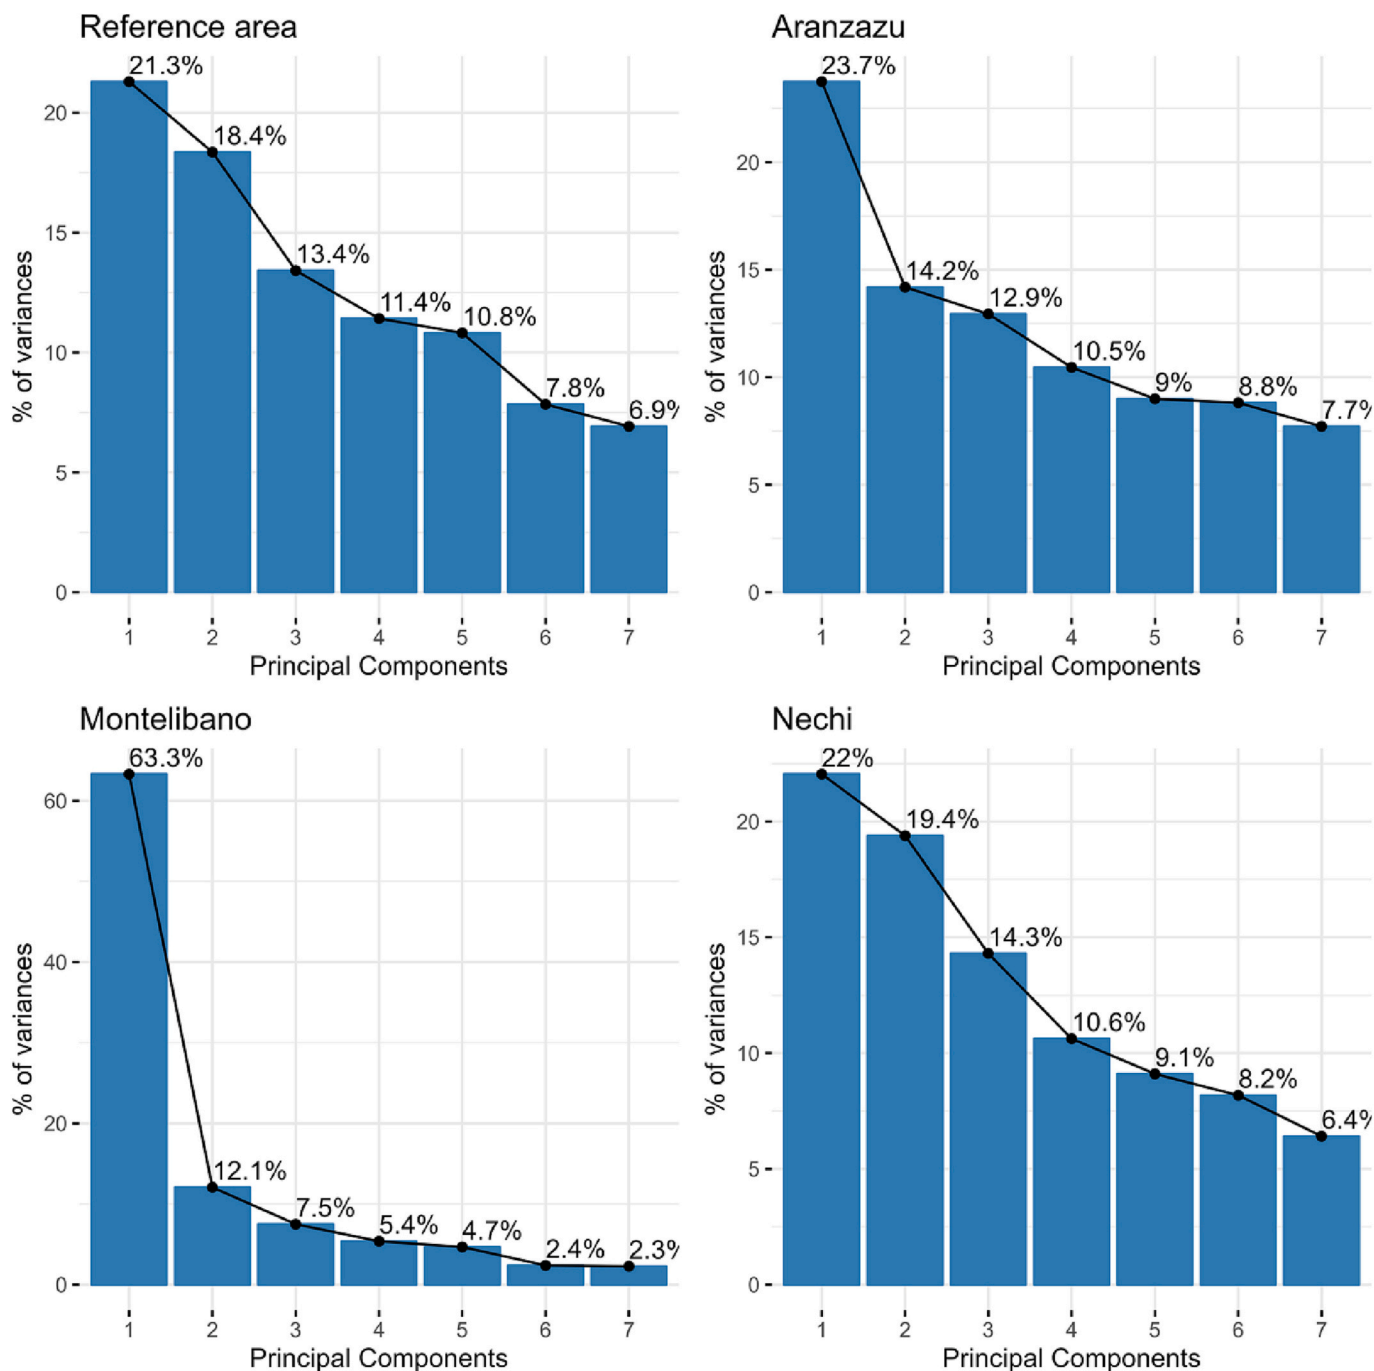 Reference area
21.3%
18.4%
13.4%
11.4%
10.8%
7.8%
6.9%
20
15
10
5
0
% of variances
1 2 3 4 5 6 7
Principal Components
Aranzazu
23.7%
14.2%
12.9%
10.5%
9%
8.8%
7.7%
20
15
10
5
0
% of variances
1 2 3 4 5 6 7
Principal Components
Montelibano
63.3%
12.1%
7.5%
5.4%
4.7%
2.4%
2.3%
60
40
20
0
% of variances
1 2 3 4 5 6 7
Principal Components
Nechi
22%
19.4%
14.3%
10.6%
9.1%
8.2%
6.4%
20
15
10
5
0
% of variances
1 2 3 4 5 6 7
Principal Components